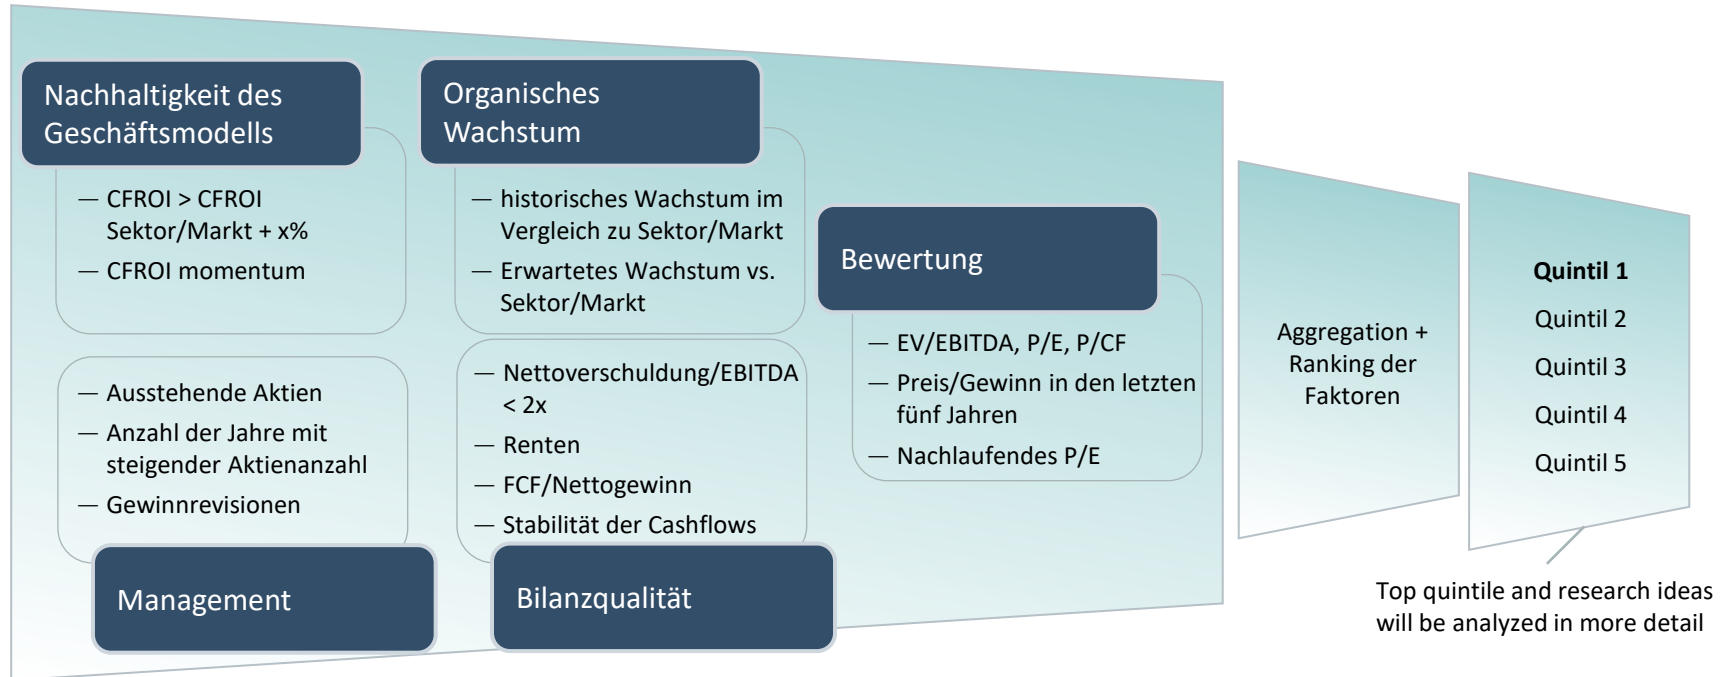 Nachhaltigkeit des
Geschäftsmodells
— CFROI > CFROI
Sektor/Markt + x%
— CFROI momentum
Organisches
Wachstum
— historisches Wachstum im
Vergleich zu Sektor/Markt
— Erwartetes Wachstum vs.
Sektor/Markt
— Ausstehende Aktien
— Anzahl der Jahre mit
steigender Aktienanzahl
— Gewinnrevisionen
Management
— Nettoverschuldung/EBITDA
< 2x
— Renten
— FCF/Nettogewinn
— Stabilität der Cashflows
Bilanzqualität
Bewertung
— EV/EBITDA, P/E, P/CF
— Preis/Gewinn in den letzten
fünf Jahren
— Nachlaufendes P/E
Aggregation +
Ranking der
Faktoren
Quintil 1
Quintil 2
Quintil 3
Quintil 4
Quintil 5
Top quintile and research ideas
will be analyzed in more detail